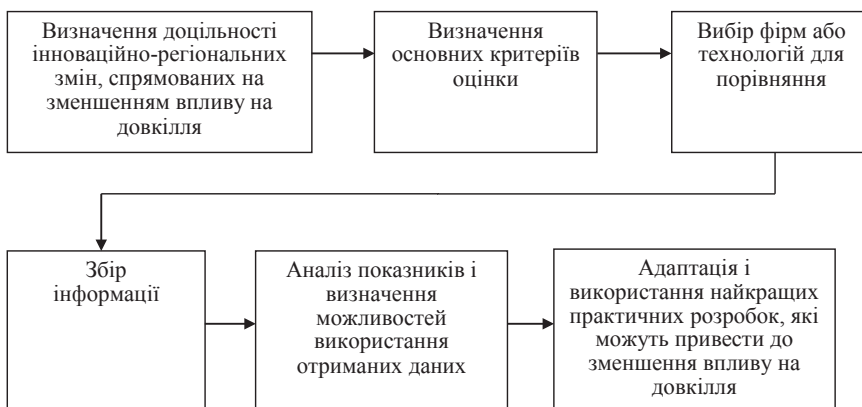 Визначення доцільності
інноваційно-регіональних
змін, спрямованих на
зменшенням впливу на
довкілля
Визначення
основних критеріїв
оцінки
Вибір фірм або
технологій для
порівняння
Збір
інформації
Аналіз показників і
визначення
можливостей
використання
отриманих даних
Адаптація і
використання найкращих
практичних розробок, які
можуть привести до
зменшення впливу на
довкілля